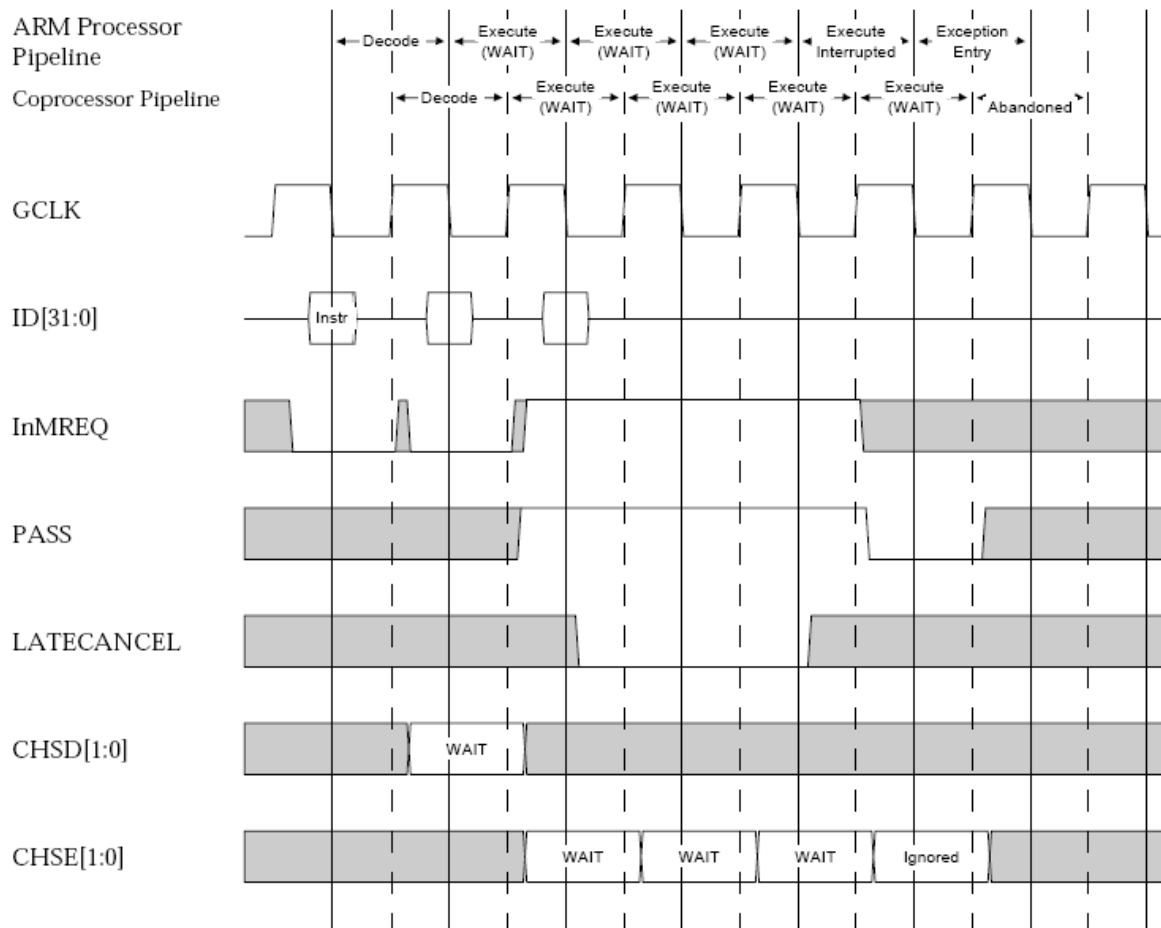 ARM Processor
Pipeline
Decode
Execute
(WAIT)
Execute
(WAIT)
Execute
(WAIT)
Execute
Interrupted
Exception
Entry
Coprocessor Pipeline
Decode
Execute
(WAIT)
Execute
(WAIT)
Execute
(WAIT)
Execute
(WAIT)
Abandoned
GCLK
ID[31:0]
Instr
InMREQ
PASS
LATECANCEL
CHSD[1:0]
WAIT
CHSE[1:0]
WAIT
WAIT
WAIT
Ignored